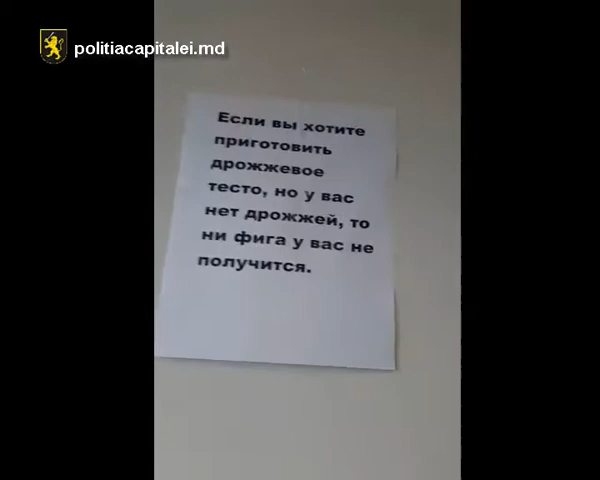 politiacapitalei.md
Если вы хотите
приготовить
дрожжевое
тесто, но у вас
нет дрожжей, то
ни фига у вас не
получится.